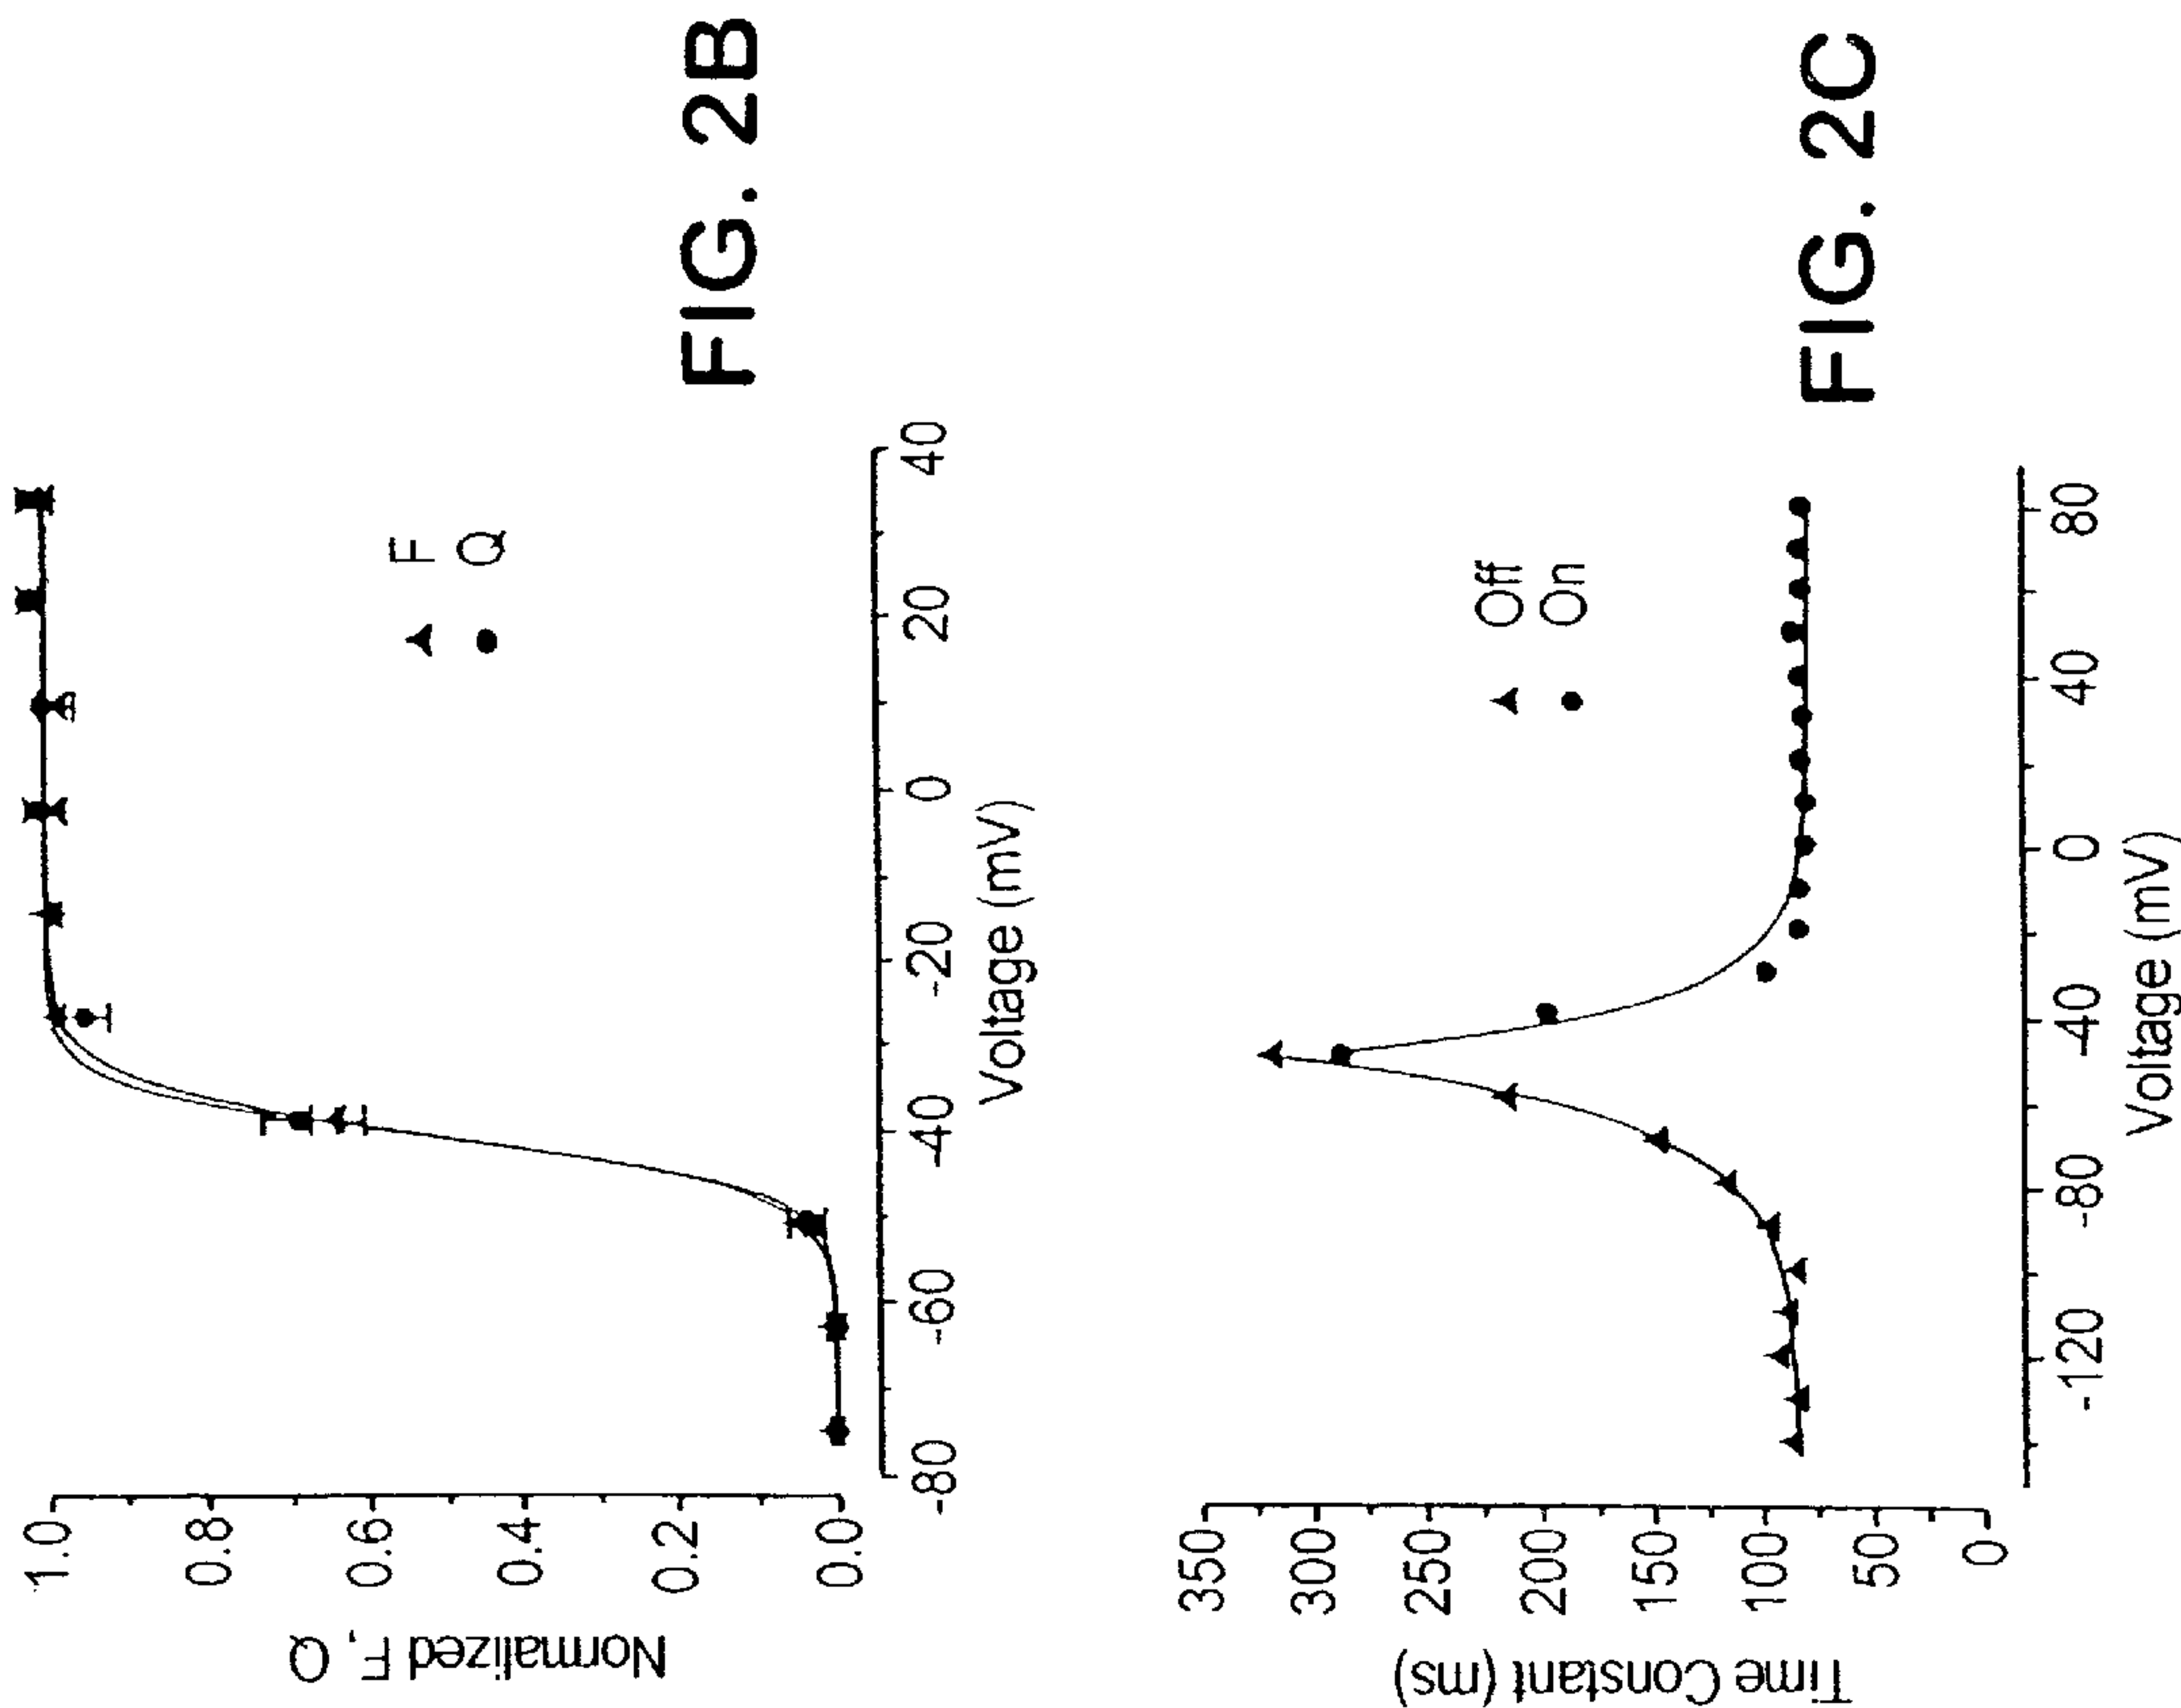 Normalized F, Q
1.0
0.8
0.6
0.4
0.2
0.0
F
Q
-80
-60
-40
-20
0
20
40
Voltage (mV)
FIG. 2B
Time Constant (ms)
350
300
250
200
150
100
50
0
Off
On
-120
-80
-40
0
40
80
Voltage (mV)
FIG. 2C